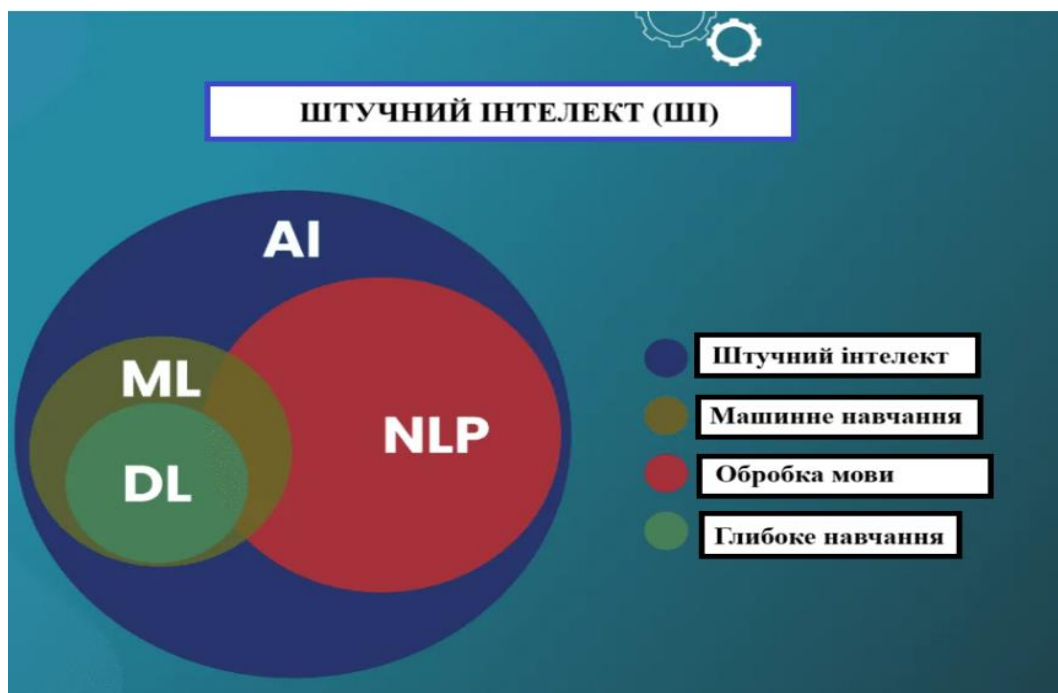 ШТУЧНИЙ ІНТЕЛЕКТ (ШІ)
AI
ML
NLP
DL
Штучний інтелект
Машинне навчання
Обробка мови
Глибоке навчання